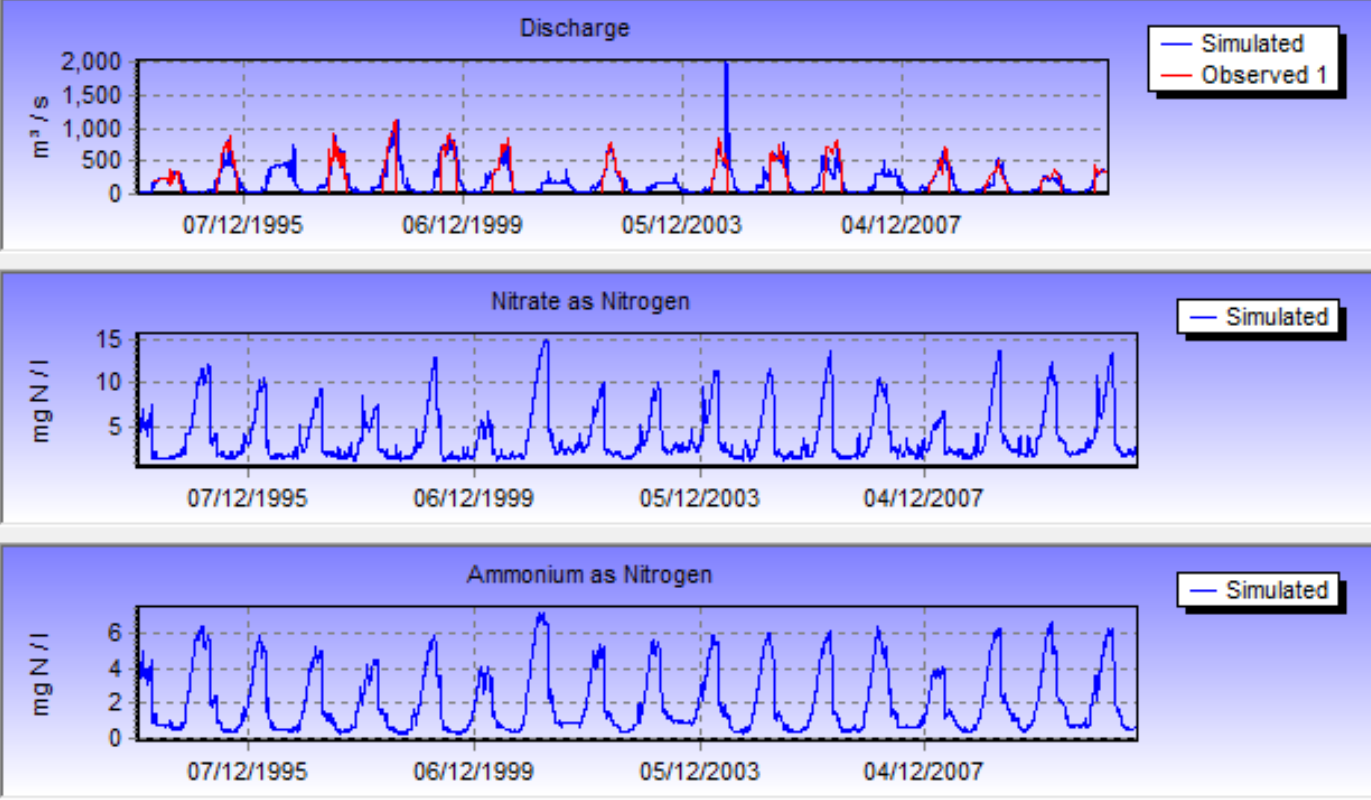 Discharge
Simulated
Observed 1
m³ / s
2,000
1,500
1,000
500
0
07/12/1995 06/12/1999 05/12/2003 04/12/2007
Nitrate as Nitrogen
Simulated
mg N / l
15
10
5
07/12/1995 06/12/1999 05/12/2003 04/12/2007
Ammonium as Nitrogen
Simulated
mg N / l
6
4
2
0
07/12/1995 06/12/1999 05/12/2003 04/12/2007